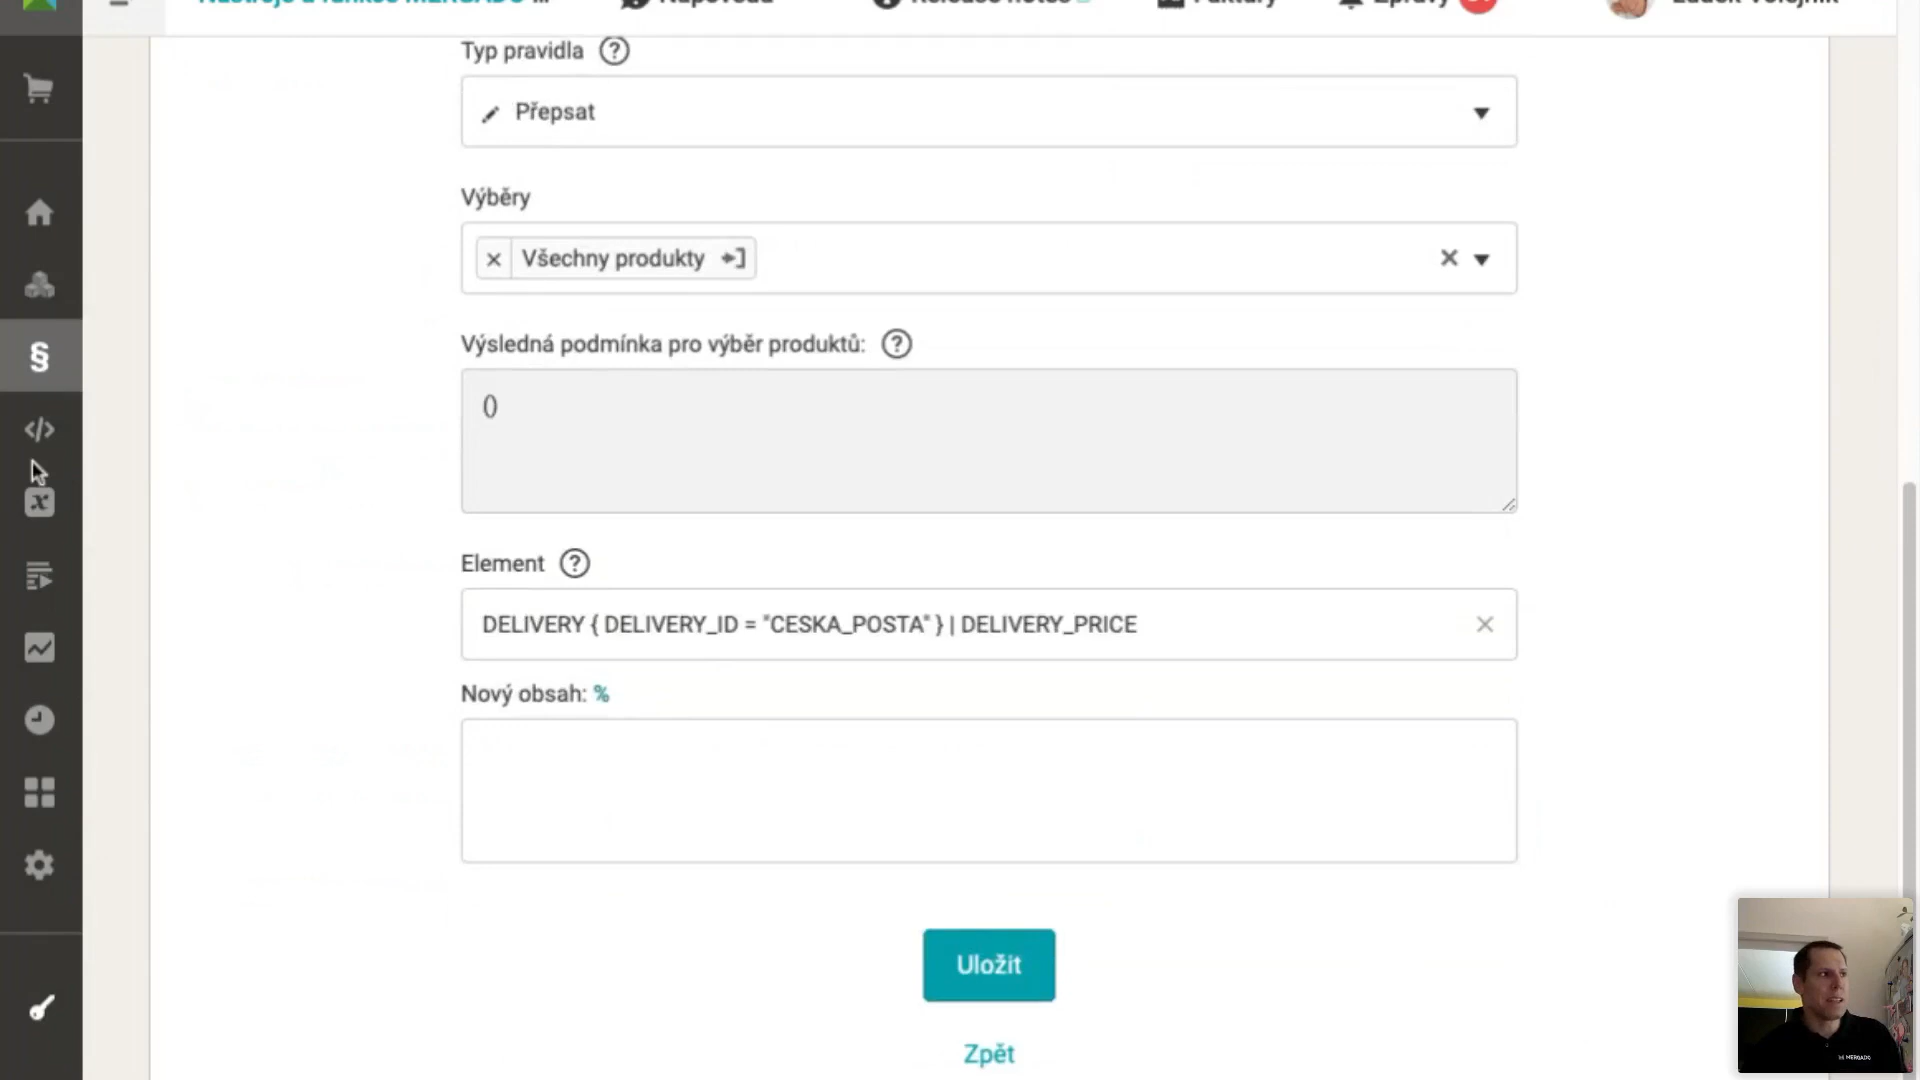 Typ pravidla
Přepsat
Výběry
Všechny produkty
Výsledná podmínka pro výběr produktů:
()
Element
DELIVERY { DELIVERY_ID = "CESKA_POSTA" } | DELIVERY_PRICE
Nový obsah: %
Uložit
Zpět
MERGADO